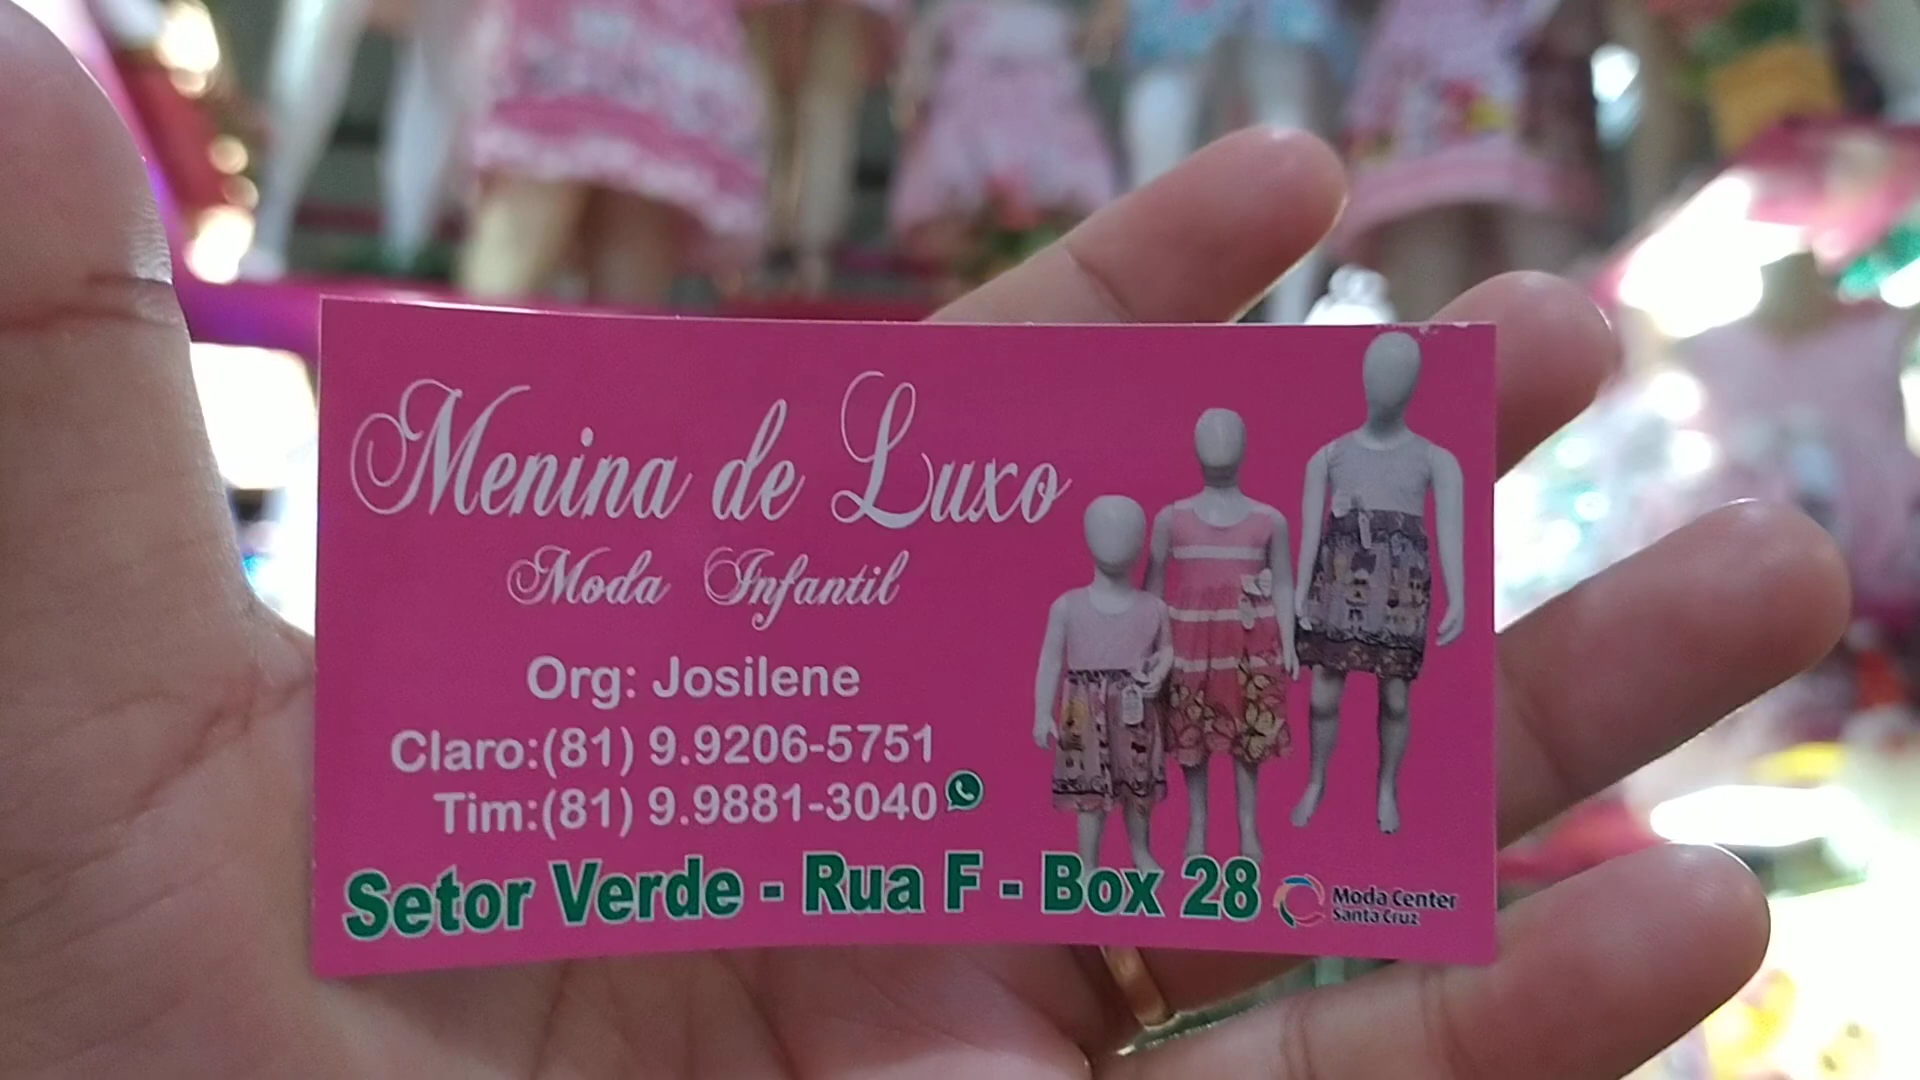 Menina de Luxo
Moda Infantil
Org: Josilene
Claro:(81) 9.9206-5751
Tim:(81) 9.9881-3040
Setor Verde - Rua F - Box 28
Moda Center
Santa Cruz